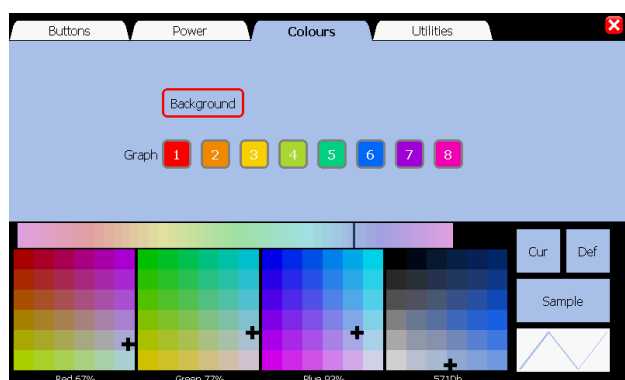 Buttons Power Colours Utilities
Background
Graph 1 2 3 4 5 6 7 8
Cur Def
Sample
Red 67% Green 77% Blue 93% 571Dh